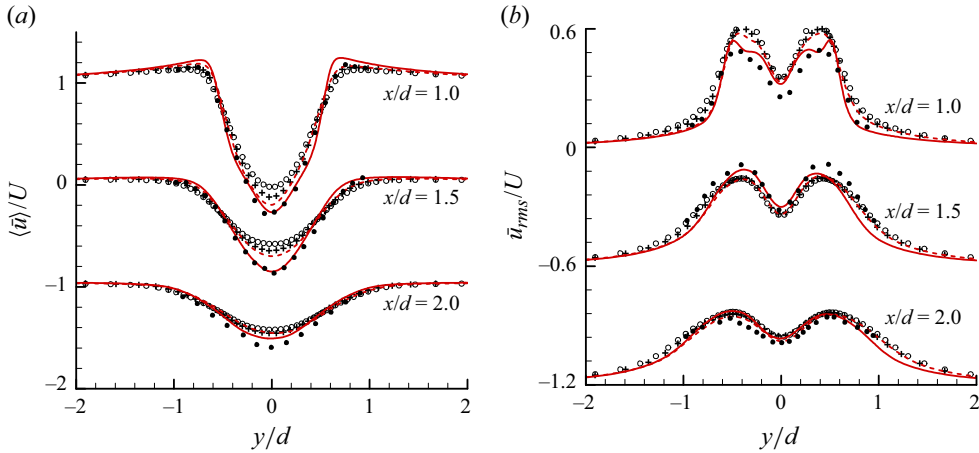 (a)
1
0
−1
−2
⟨ū⟩/U
x/d = 1.0
x/d = 1.5
x/d = 2.0
−2
−1
0
1
2
y/d
(b)
0.6
0
−0.6
−1.2
ū_rms/U
x/d = 1.0
x/d = 1.5
x/d = 2.0
−2
−1
0
1
2
y/d